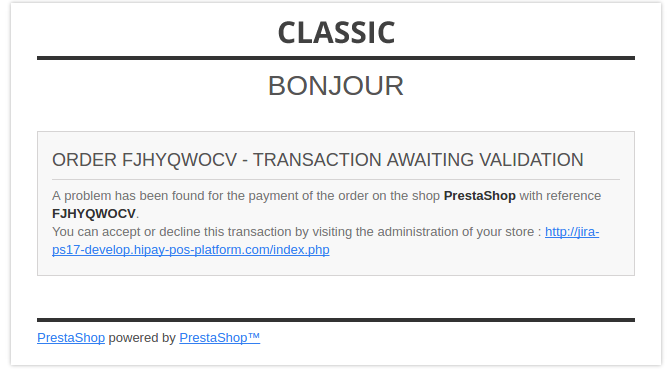 CLASSIC
BONJOUR
ORDER FJHYQWOCV - TRANSACTION AWAITING VALIDATION
A problem has been found for the payment of the order on the shop PrestaShop with reference
FJHYQWOCV.
You can accept or decline this transaction by visiting the administration of your store : http://jira-
ps17-develop.hipay-pos-platform.com/index.php
PrestaShop powered by PrestaShop™